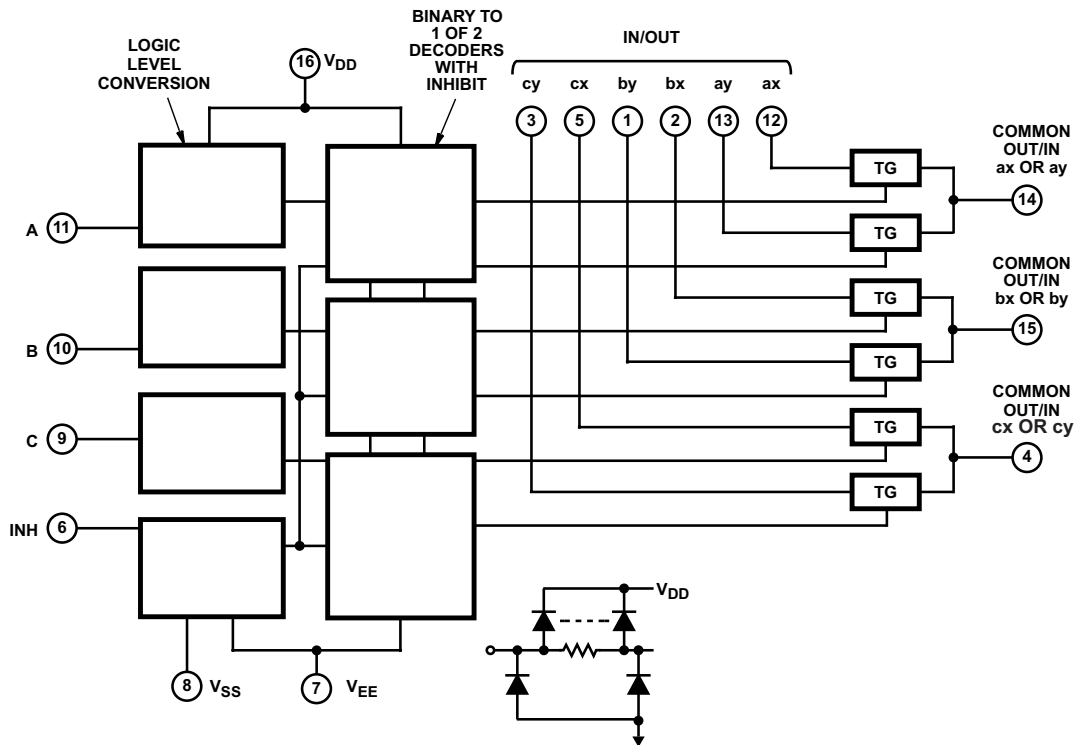 LOGIC
LEVEL
CONVERSION
16 VDD
BINARY TO
1 OF 2
DECODERS
WITH
INHIBIT
IN/OUT
cy cx by bx ay ax
3 5 1 2 13 12
COMMON
OUT/IN
ax OR ay
14
TG
TG
A 11
COMMON
OUT/IN
bx OR by
15
TG
TG
B 10
COMMON
OUT/IN
cx OR cy
4
TG
TG
C 9
INH 6
8 VSS
7 VEE
VDD